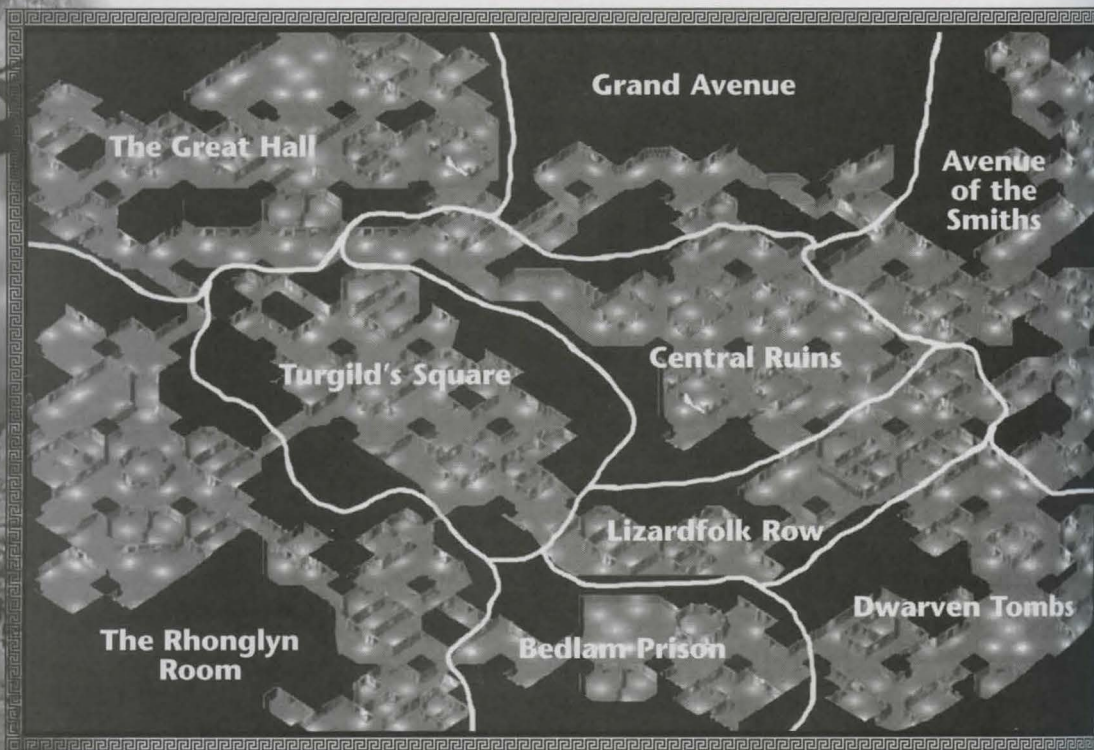 Grand Avenue
The Great Hall
Avenue
of the
Smiths
Central Ruins
Turgild's Square
Lizardfolk Row
Dwarven Tombs
The Rhonglyn
Room
Bedlam Prison